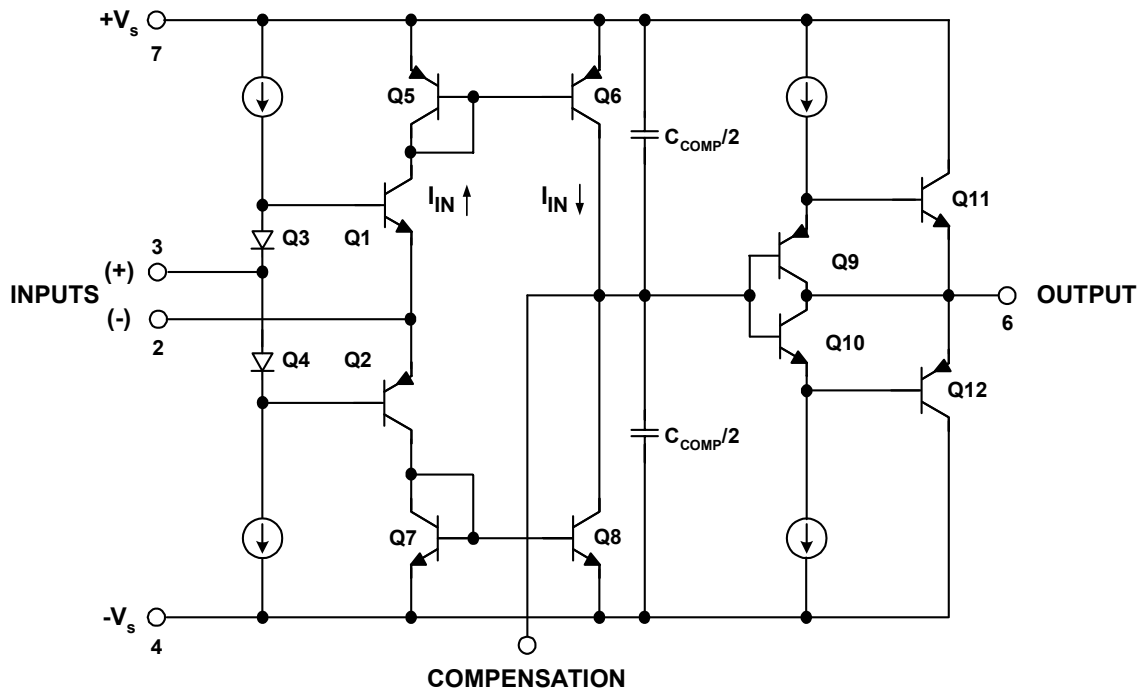 +Vs
7
Q5
Q6
CCOMP/2
IIN
IIN
Q11
3
Q3
Q1
Q9
(+)
INPUTS
OUTPUT
(-)
6
2
Q4
Q2
Q10
Q12
CCOMP/2
Q7
Q8
-Vs
4
COMPENSATION